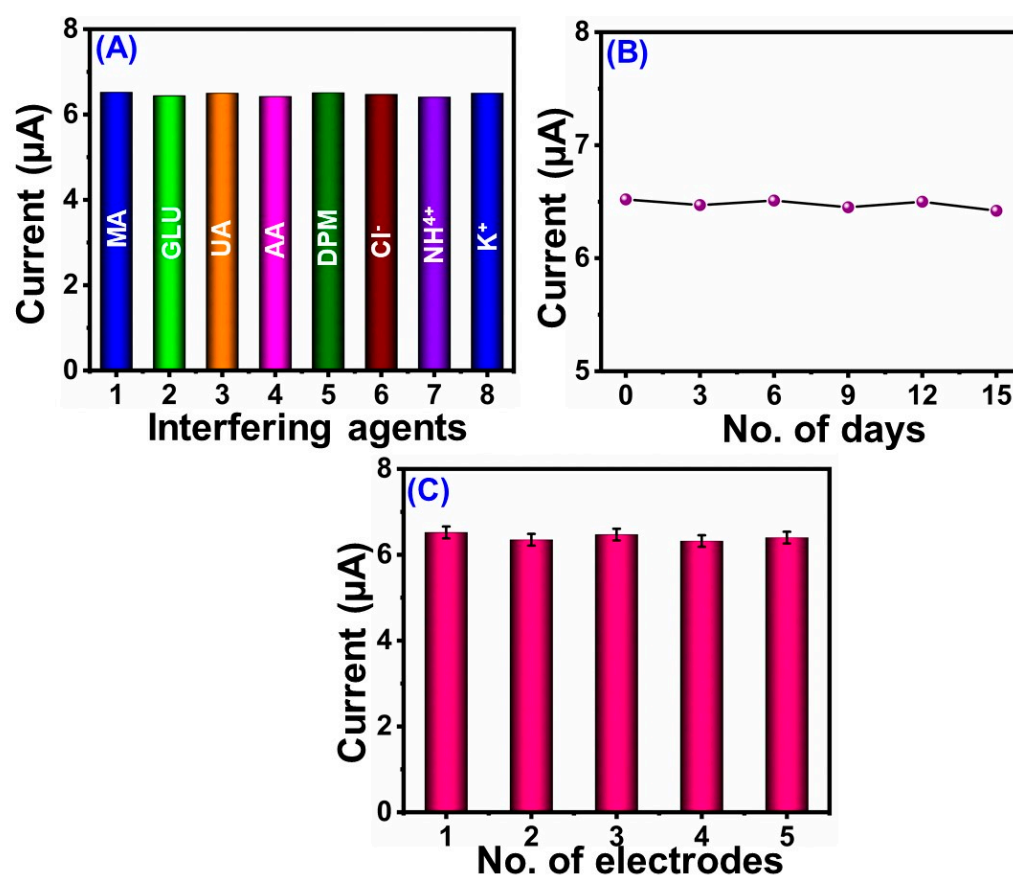 (A)
Current (µA)
8
6
4
2
0
MA
GLU
UA
AA
DPM
Cl-
NH4+
K+
1 2 3 4 5 6 7 8
Interfering agents
(B)
Current (µA)
8
7
6
5
0 3 6 9 12 15
No. of days
(C)
Current (µA)
8
6
4
2
0
1 2 3 4 5
No. of electrodes